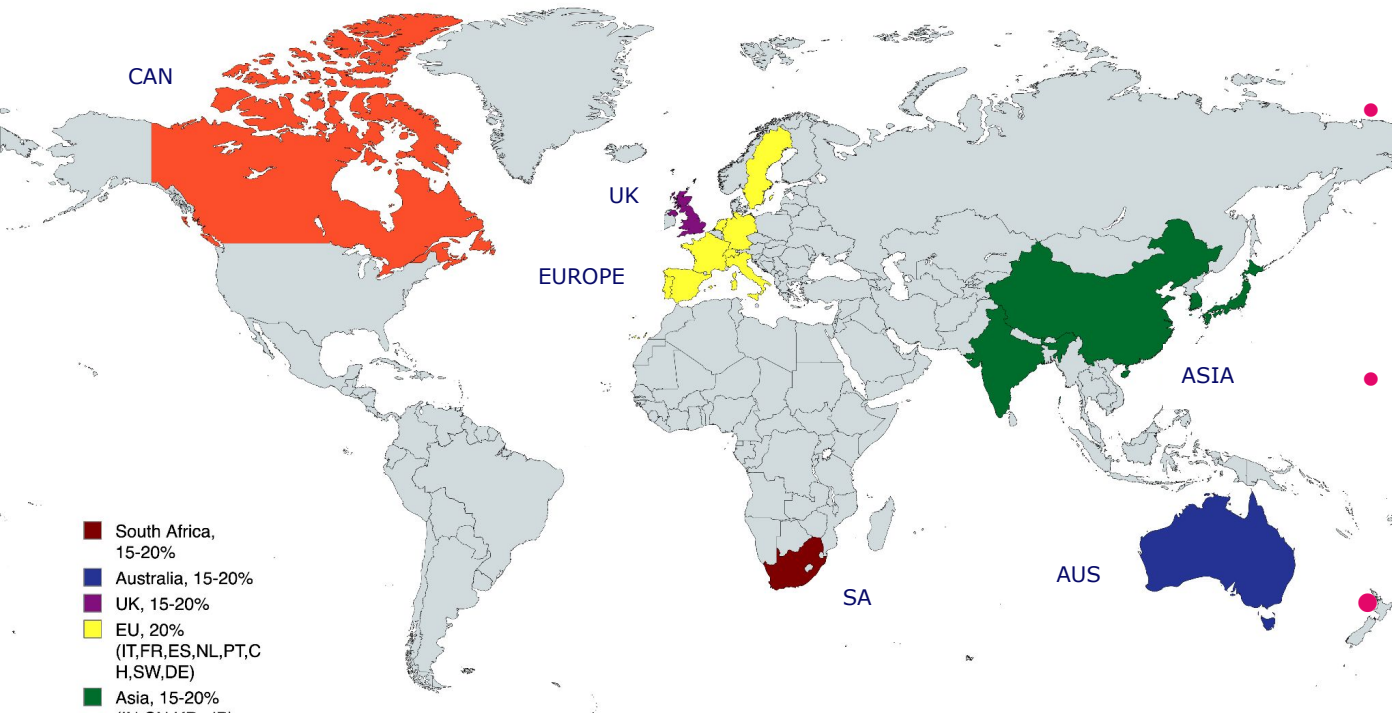 CAN
UK
EUROPE
ASIA
AUS
SA
South Africa,
15-20%
Australia, 15-20%
UK, 15-20%
EU, 20%
(IT,FR,ES,NL,PT,C
H,SW,DE)
Asia, 15-20%